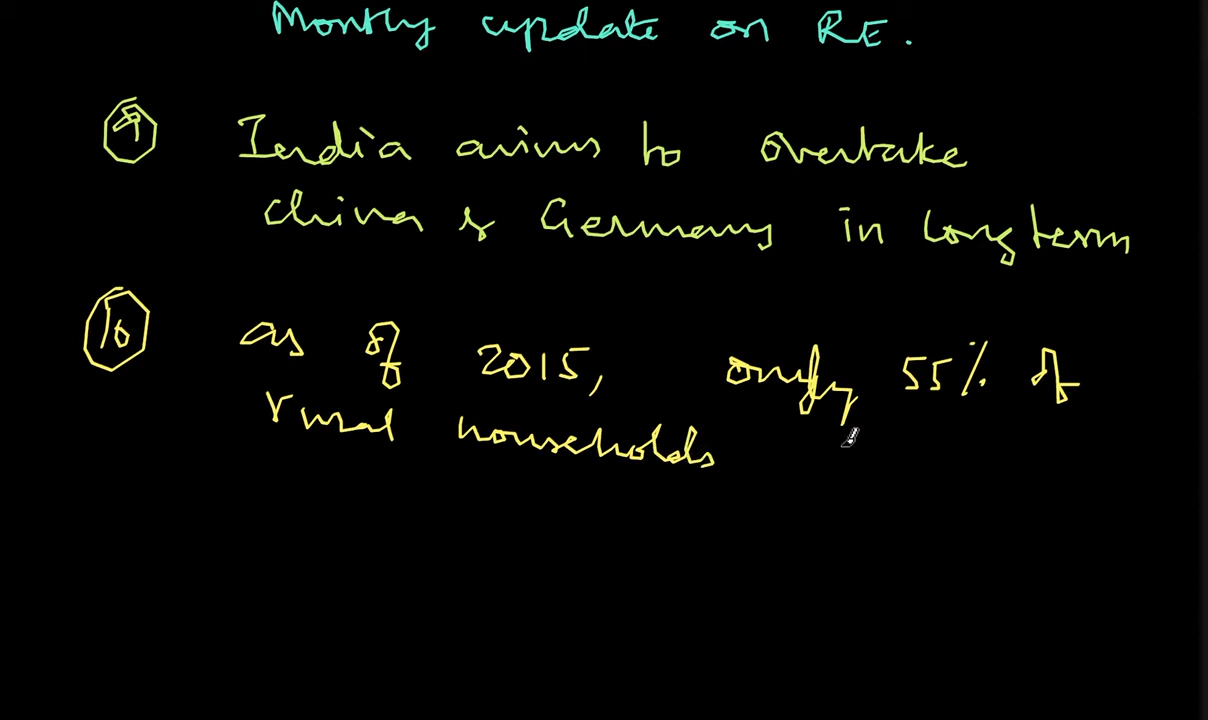 Montly update on RE.
9 India aims to overtake
China & Germany in long term
10 as of 2015, only 55% of
rural households